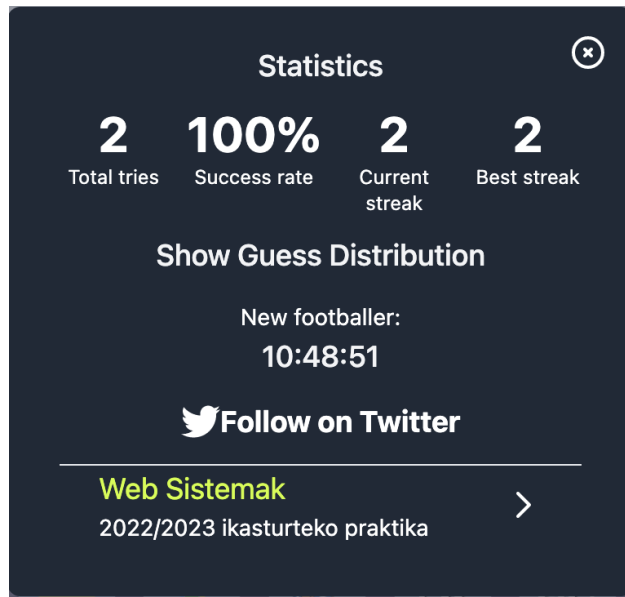 Statistics
2 100% 2 2
Total tries Success rate Current streak Best streak
Show Guess Distribution
New footballer:
10:48:51
Follow on Twitter
Web Sistemak
2022/2023 ikasturteko praktika